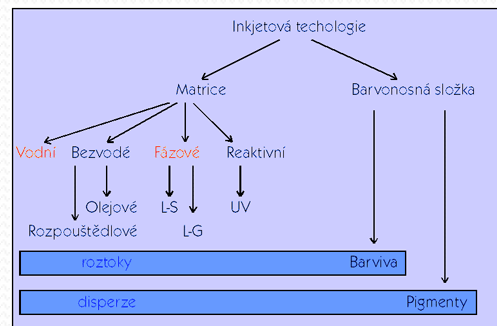 Inkjetová techologie
Matrice Barvonosná složka
Vodní Bezvodé Fázové Reaktivní
Olejové L-S UV
Rozpouštědlové L-G
roztoky Barviva
disperze Pigmenty